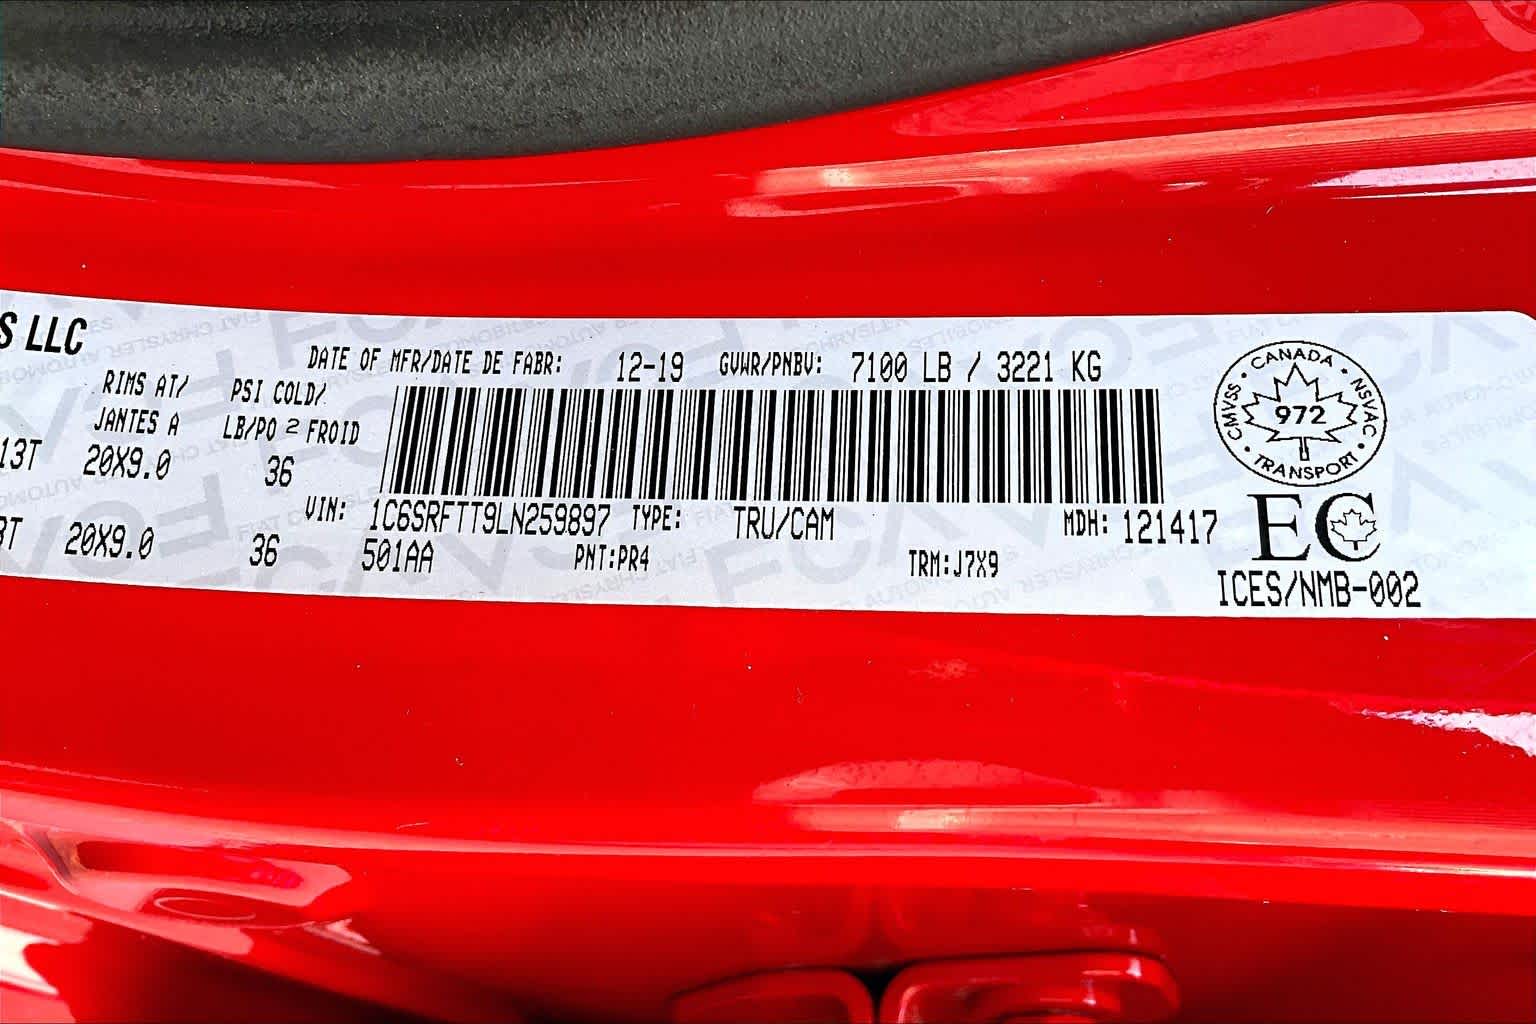 S LLC
DATE OF MFR/DATE DE FABR: 12-19 GVWR/PNBV: 7100 LB / 3221 KG
RIMS AT/ PSI COLD/
JANTES A LB/PO 2 FROID
13T 20X9.0 36
VIN: 1C6SRFTT9LN259897 TYPE: TRU/CAM MDH: 121417
T 20X9.0 36 501AA PNT:PR4 TRM:J7X9
CANADA
CMVSS
NSVAC
972
TRANSPORT
EC
ICES/NMB-002